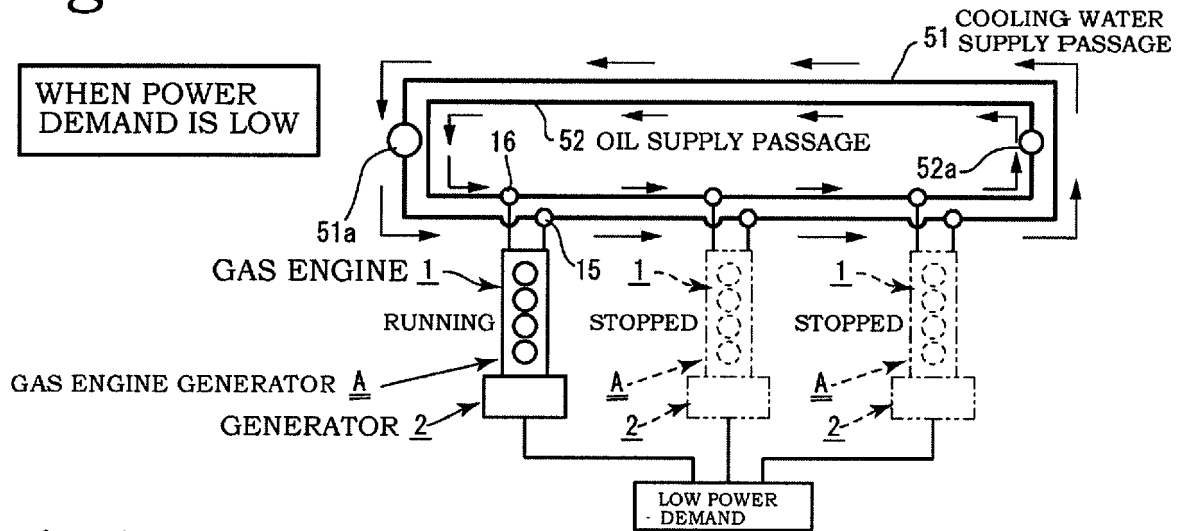 COOLING WATER
51 SUPPLY PASSAGE
WHEN POWER
DEMAND IS LOW
16
52 OIL SUPPLY PASSAGE
52a
51a
15
GAS ENGINE 1
1
1
RUNNING
STOPPED
STOPPED
GAS ENGINE GENERATOR A
A
A
GENERATOR 2
2
2
LOW POWER
DEMAND